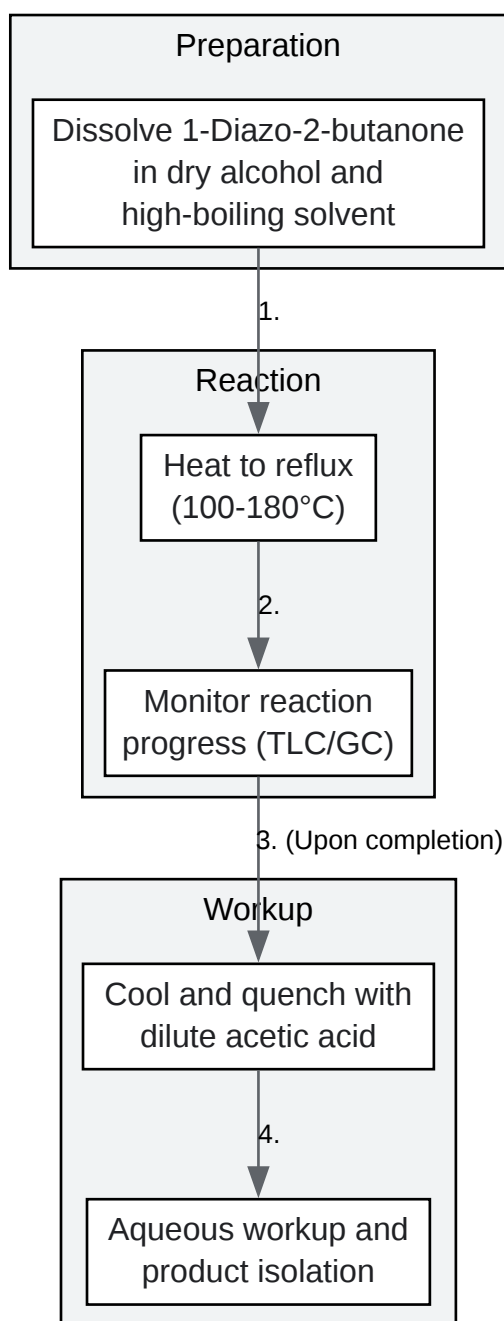 Preparation
Dissolve 1-Diazo-2-butanone
in dry alcohol and
high-boiling solvent
1.
Reaction
Heat to reflux
(100-180°C)
2.
Monitor reaction
progress (TLC/GC)
3. (Upon completion)
Workup
Cool and quench with
dilute acetic acid
4.
Aqueous workup and
product isolation